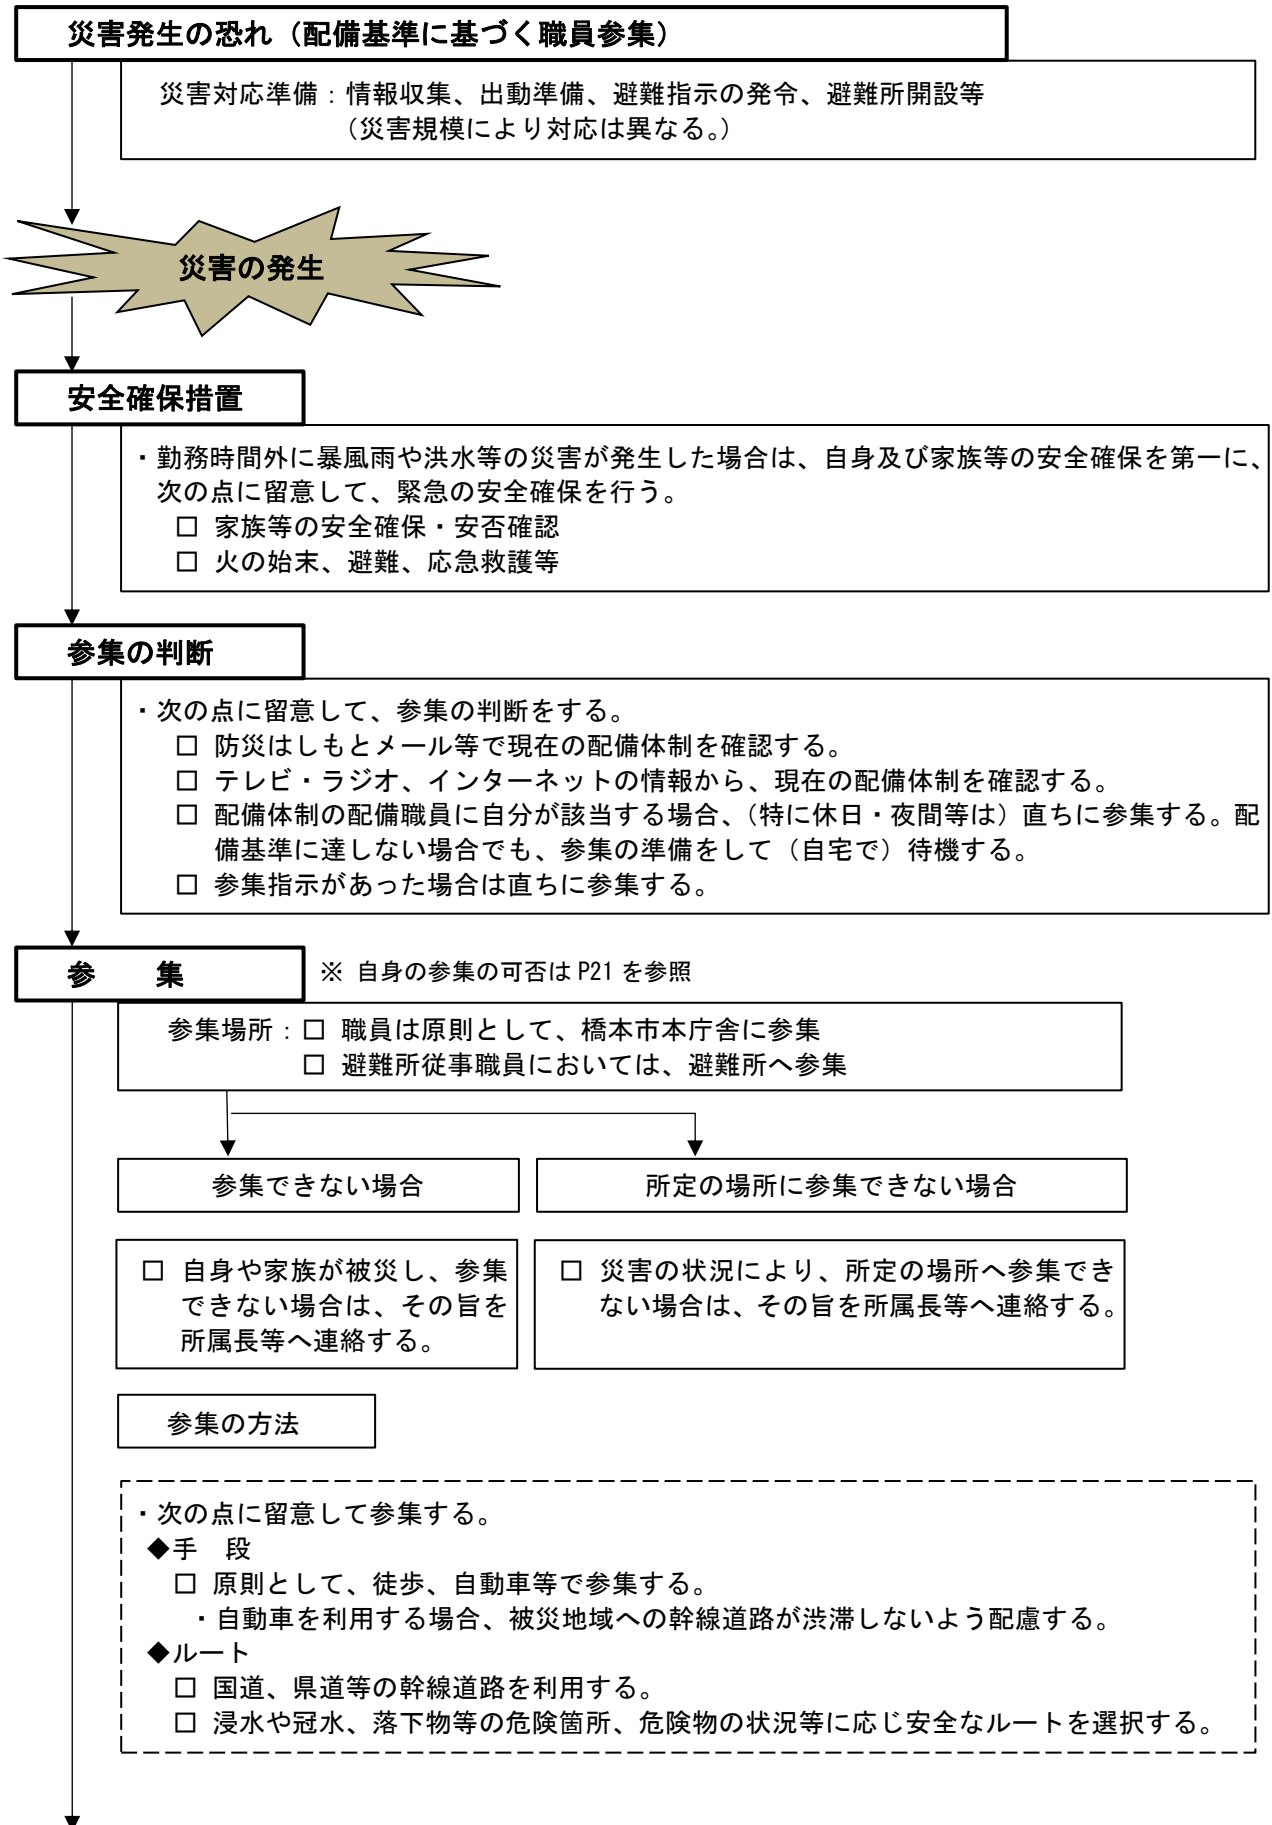 災害発生の恐れ（配備基準に基づく職員参集）
災害対応準備：情報収集、出動準備、避難指示の発令、避難所開設等
（災害規模により対応は異なる。）
災害の発生
安全確保措置
・勤務時間外に暴風雨や洪水等の災害が発生した場合は、自身及び家族等の安全確保を第一に、
次の点に留意して、緊急の安全確保を行う。
□ 家族等の安全確保・安否確認
□ 火の始末、避難、応急救護等
参集の判断
・次の点に留意して、参集の判断をする。
□ 防災はしもとメール等で現在の配備体制を確認する。
□ テレビ・ラジオ、インターネットの情報から、現在の配備体制を確認する。
□ 配備体制の配備職員に自分が該当する場合、（特に休日・夜間等は）直ちに参集する。配
備基準に達しない場合でも、参集の準備をして（自宅で）待機する。
□ 参集指示があった場合は直ちに参集する。
参　集
※ 自身の参集の可否は P21 を参照
参集場所：□ 職員は原則として、橋本市本庁舎に参集
□ 避難所従事職員においては、避難所へ参集
参集できない場合
所定の場所に参集できない場合
□ 自身や家族が被災し、参集
できない場合は、その旨を
所属長等へ連絡する。
□ 災害の状況により、所定の場所へ参集でき
ない場合は、その旨を所属長等へ連絡する。
参集の方法
・次の点に留意して参集する。
◆手　段
□ 原則として、徒歩、自動車等で参集する。
・自動車を利用する場合、被災地域への幹線道路が渋滞しないよう配慮する。
◆ルート
□ 国道、県道等の幹線道路を利用する。
□ 浸水や冠水、落下物等の危険箇所、危険物の状況等に応じ安全なルートを選択する。